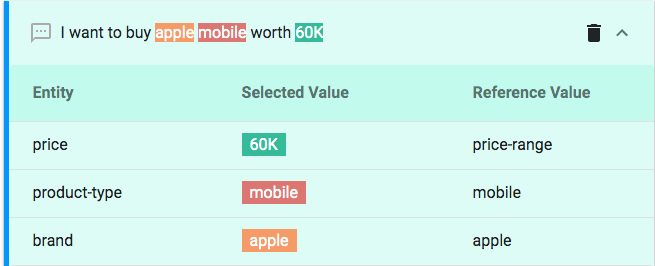 I want to buy apple mobile worth 60K
Entity Selected Value Reference Value
price 60K price-range
product-type mobile mobile
brand apple apple